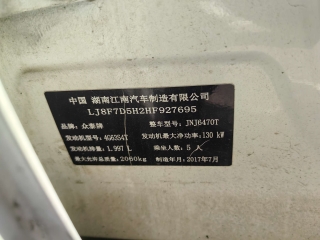 中国 湖南江南汽车制造有限公司
LJ8F7D5H2HF927695
品牌：众泰牌 整车型号：JNJ6470T
发动机型号：4G63S4T 发动机最大净功率：130 kW
发动机排量：1.997 L 乘坐人数：5 人
最大允许总质量：2060kg 制造年月：2017年7月